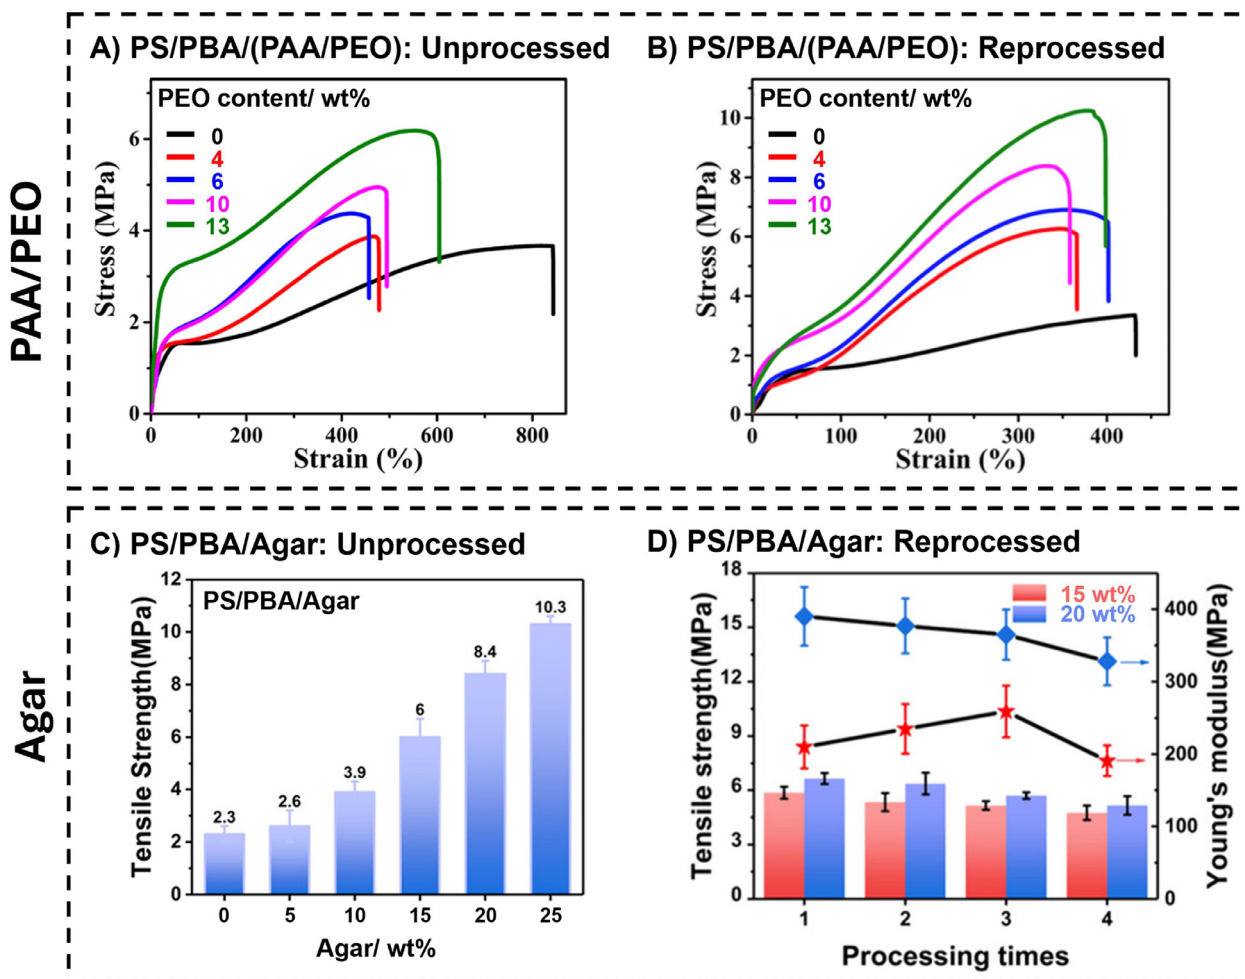 PAA/PEO
A) PS/PBA/(PAA/PEO): Unprocessed
PEO content/ wt%
0
4
6
10
13
Stress (MPa)
6
4
2
0
0 200 400 600 800
Strain (%)
B) PS/PBA/(PAA/PEO): Reprocessed
PEO content/ wt%
0
4
6
10
13
Stress (MPa)
10
8
6
4
2
0
0 100 200 300 400
Strain (%)
Agar
C) PS/PBA/Agar: Unprocessed
PS/PBA/Agar
Tensile Strength(MPa)
12
10
8
6
4
2
0
2.3
2.6
3.9
6
8.4
10.3
0 5 10 15 20 25
Agar/ wt%
D) PS/PBA/Agar: Reprocessed
15 wt%
20 wt%
Tensile strength(MPa)
18
15
12
9
6
3
0
Young's modulus(MPa)
400
300
200
100
0
1 2 3 4
Processing times